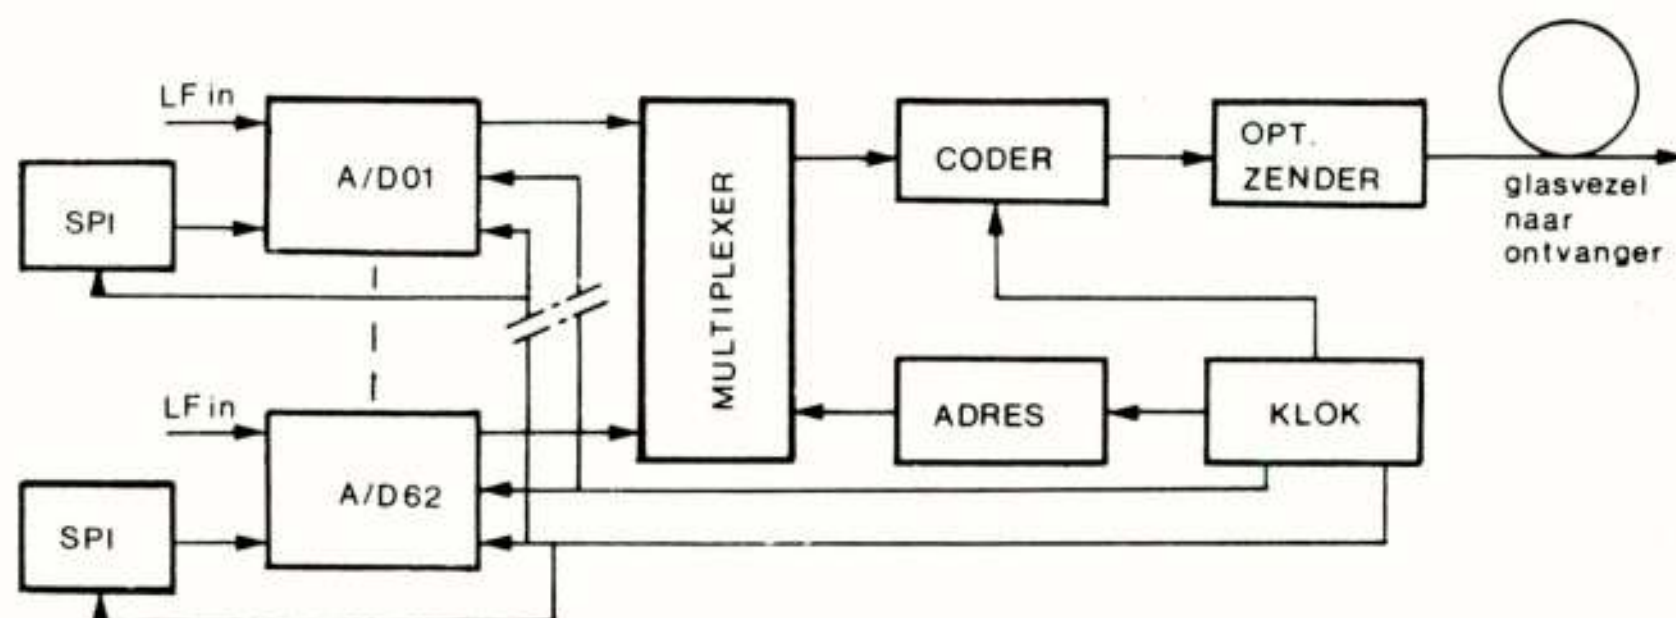 LF in
A/D01
SPI
MULTIPLEXER
CODER
OPT.
ZENDER
glasvezel
naar
ontvanger
LF in
A/D62
SPI
ADRES
KLOK